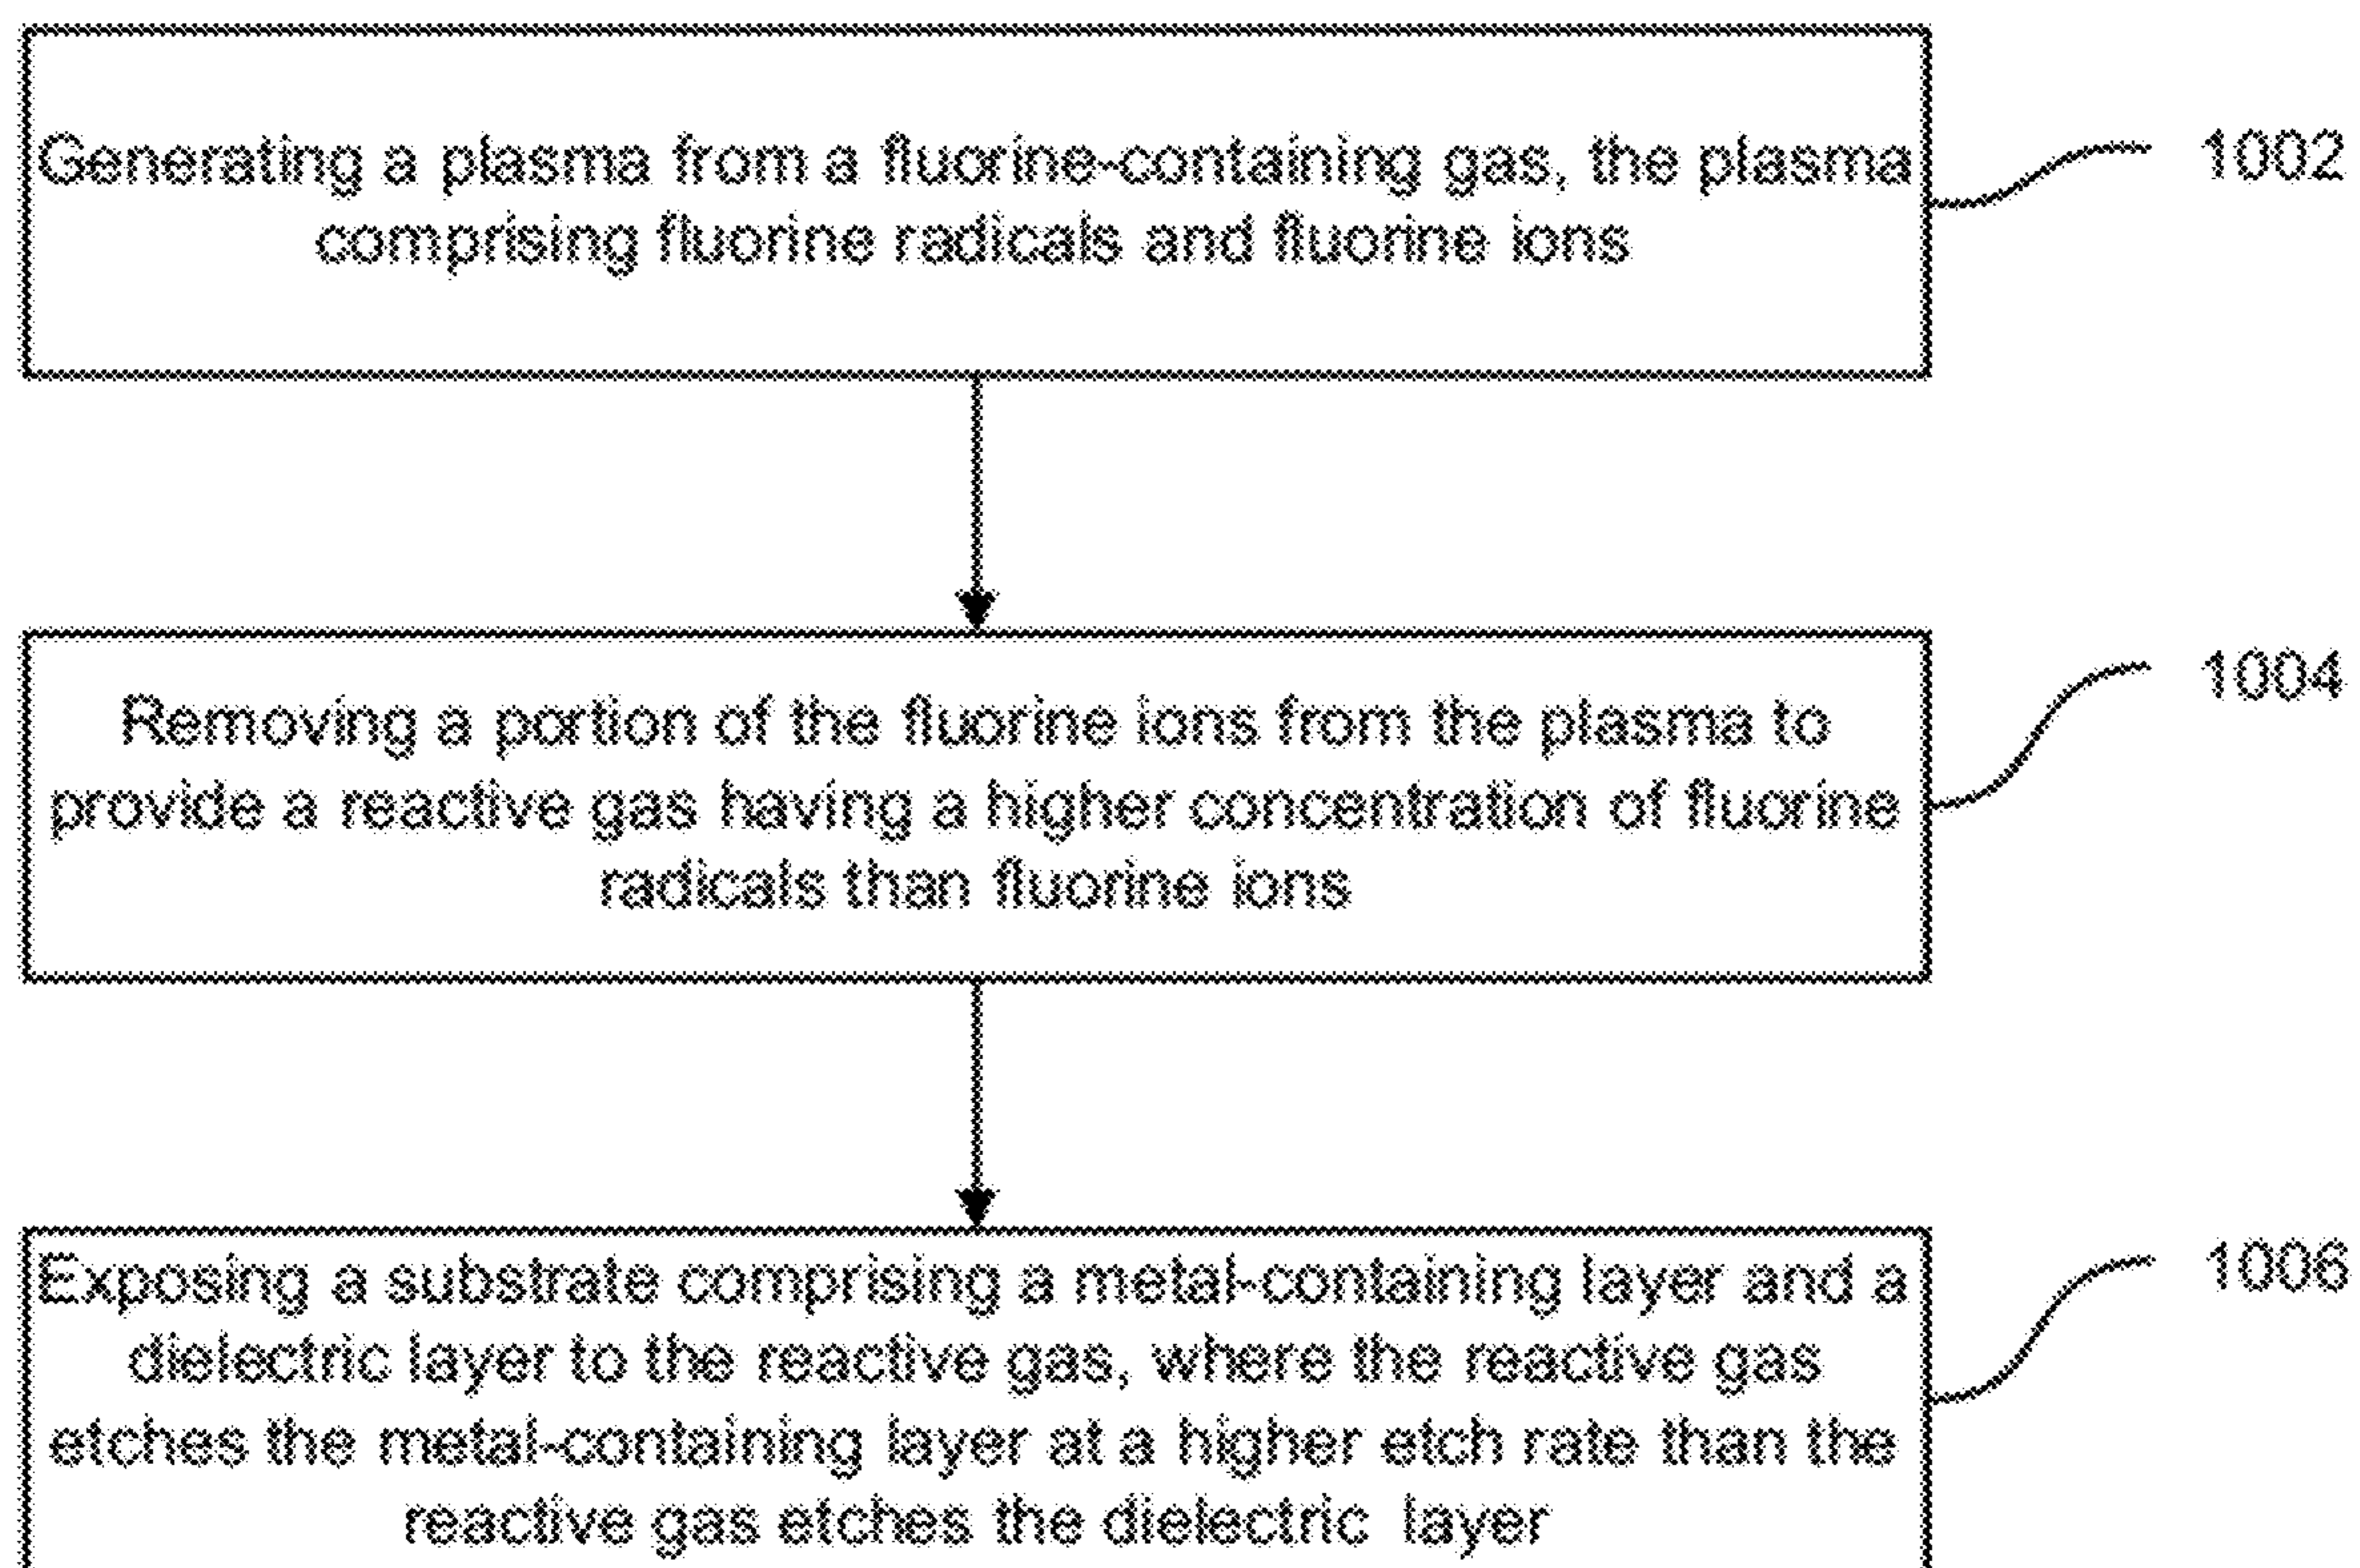 Generating a plasma from a fluorine-containing gas, the plasma
comprising fluorine radicals and fluorine ions
1002
Removing a portion of the fluorine ions from the plasma to
provide a reactive gas having a higher concentration of fluorine
radicals than fluorine ions
1004
Exposing a substrate comprising a metal-containing layer and a
dielectric layer to the reactive gas, where the reactive gas
etches the metal-containing layer at a higher etch rate than the
reactive gas etches the dielectric layer
1006